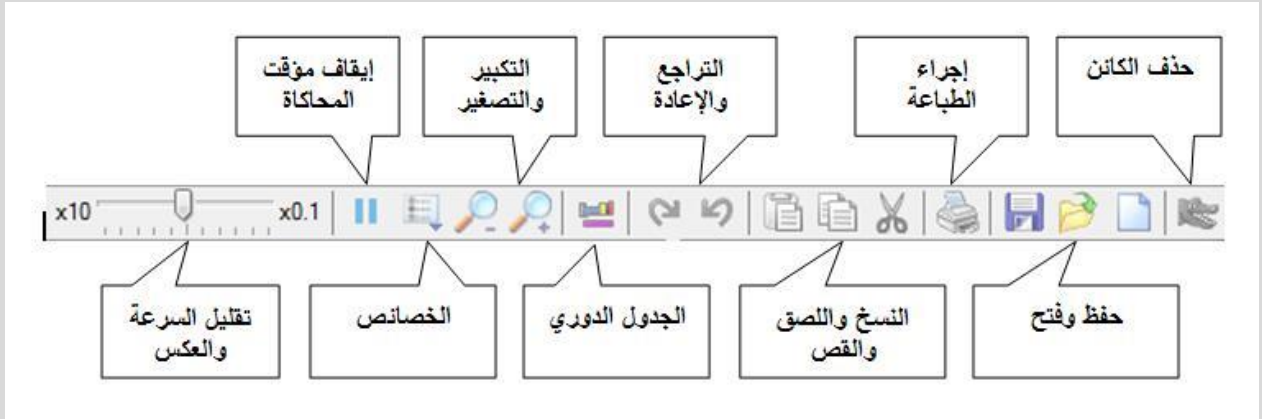 حذف الكائن
إجراء
الطباعة
التراجع
والإعادة
التكبير
والتصغير
إيقاف مؤقت
المحاكاة
x10
x0.1
حفظ وفتح
النسخ واللصق
والقص
الجدول الدوري
الخصائص
تقليل السرعة
والعكس